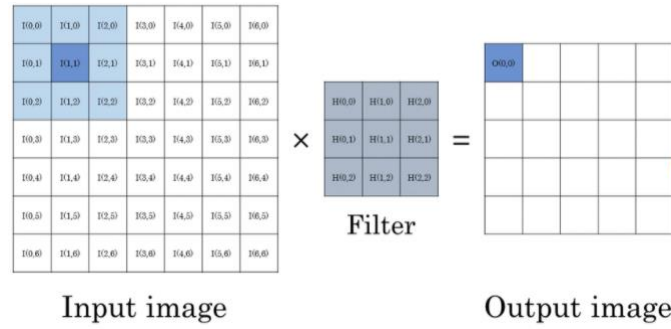 I(0,0) I(1,0) I(2,0) I(3,0) I(4,0) I(5,0) I(6,0)
I(0,1) I(1,1) I(2,1) I(3,1) I(4,1) I(5,1) I(6,1)
I(0,2) I(1,2) I(2,2) I(3,2) I(4,2) I(5,2) I(6,2)
I(0,3) I(1,3) I(2,3) I(3,3) I(4,3) I(5,3) I(6,3)
I(0,4) I(1,4) I(2,4) I(3,4) I(4,4) I(5,4) I(6,4)
I(0,5) I(1,5) I(2,5) I(3,5) I(4,5) I(5,5) I(6,5)
I(0,6) I(1,6) I(2,6) I(3,6) I(4,6) I(5,6) I(6,6)
Input image
×
H(0,0) H(1,0) H(2,0)
H(0,1) H(1,1) H(2,1)
H(0,2) H(1,2) H(2,2)
Filter
=
O(0,0)
Output image